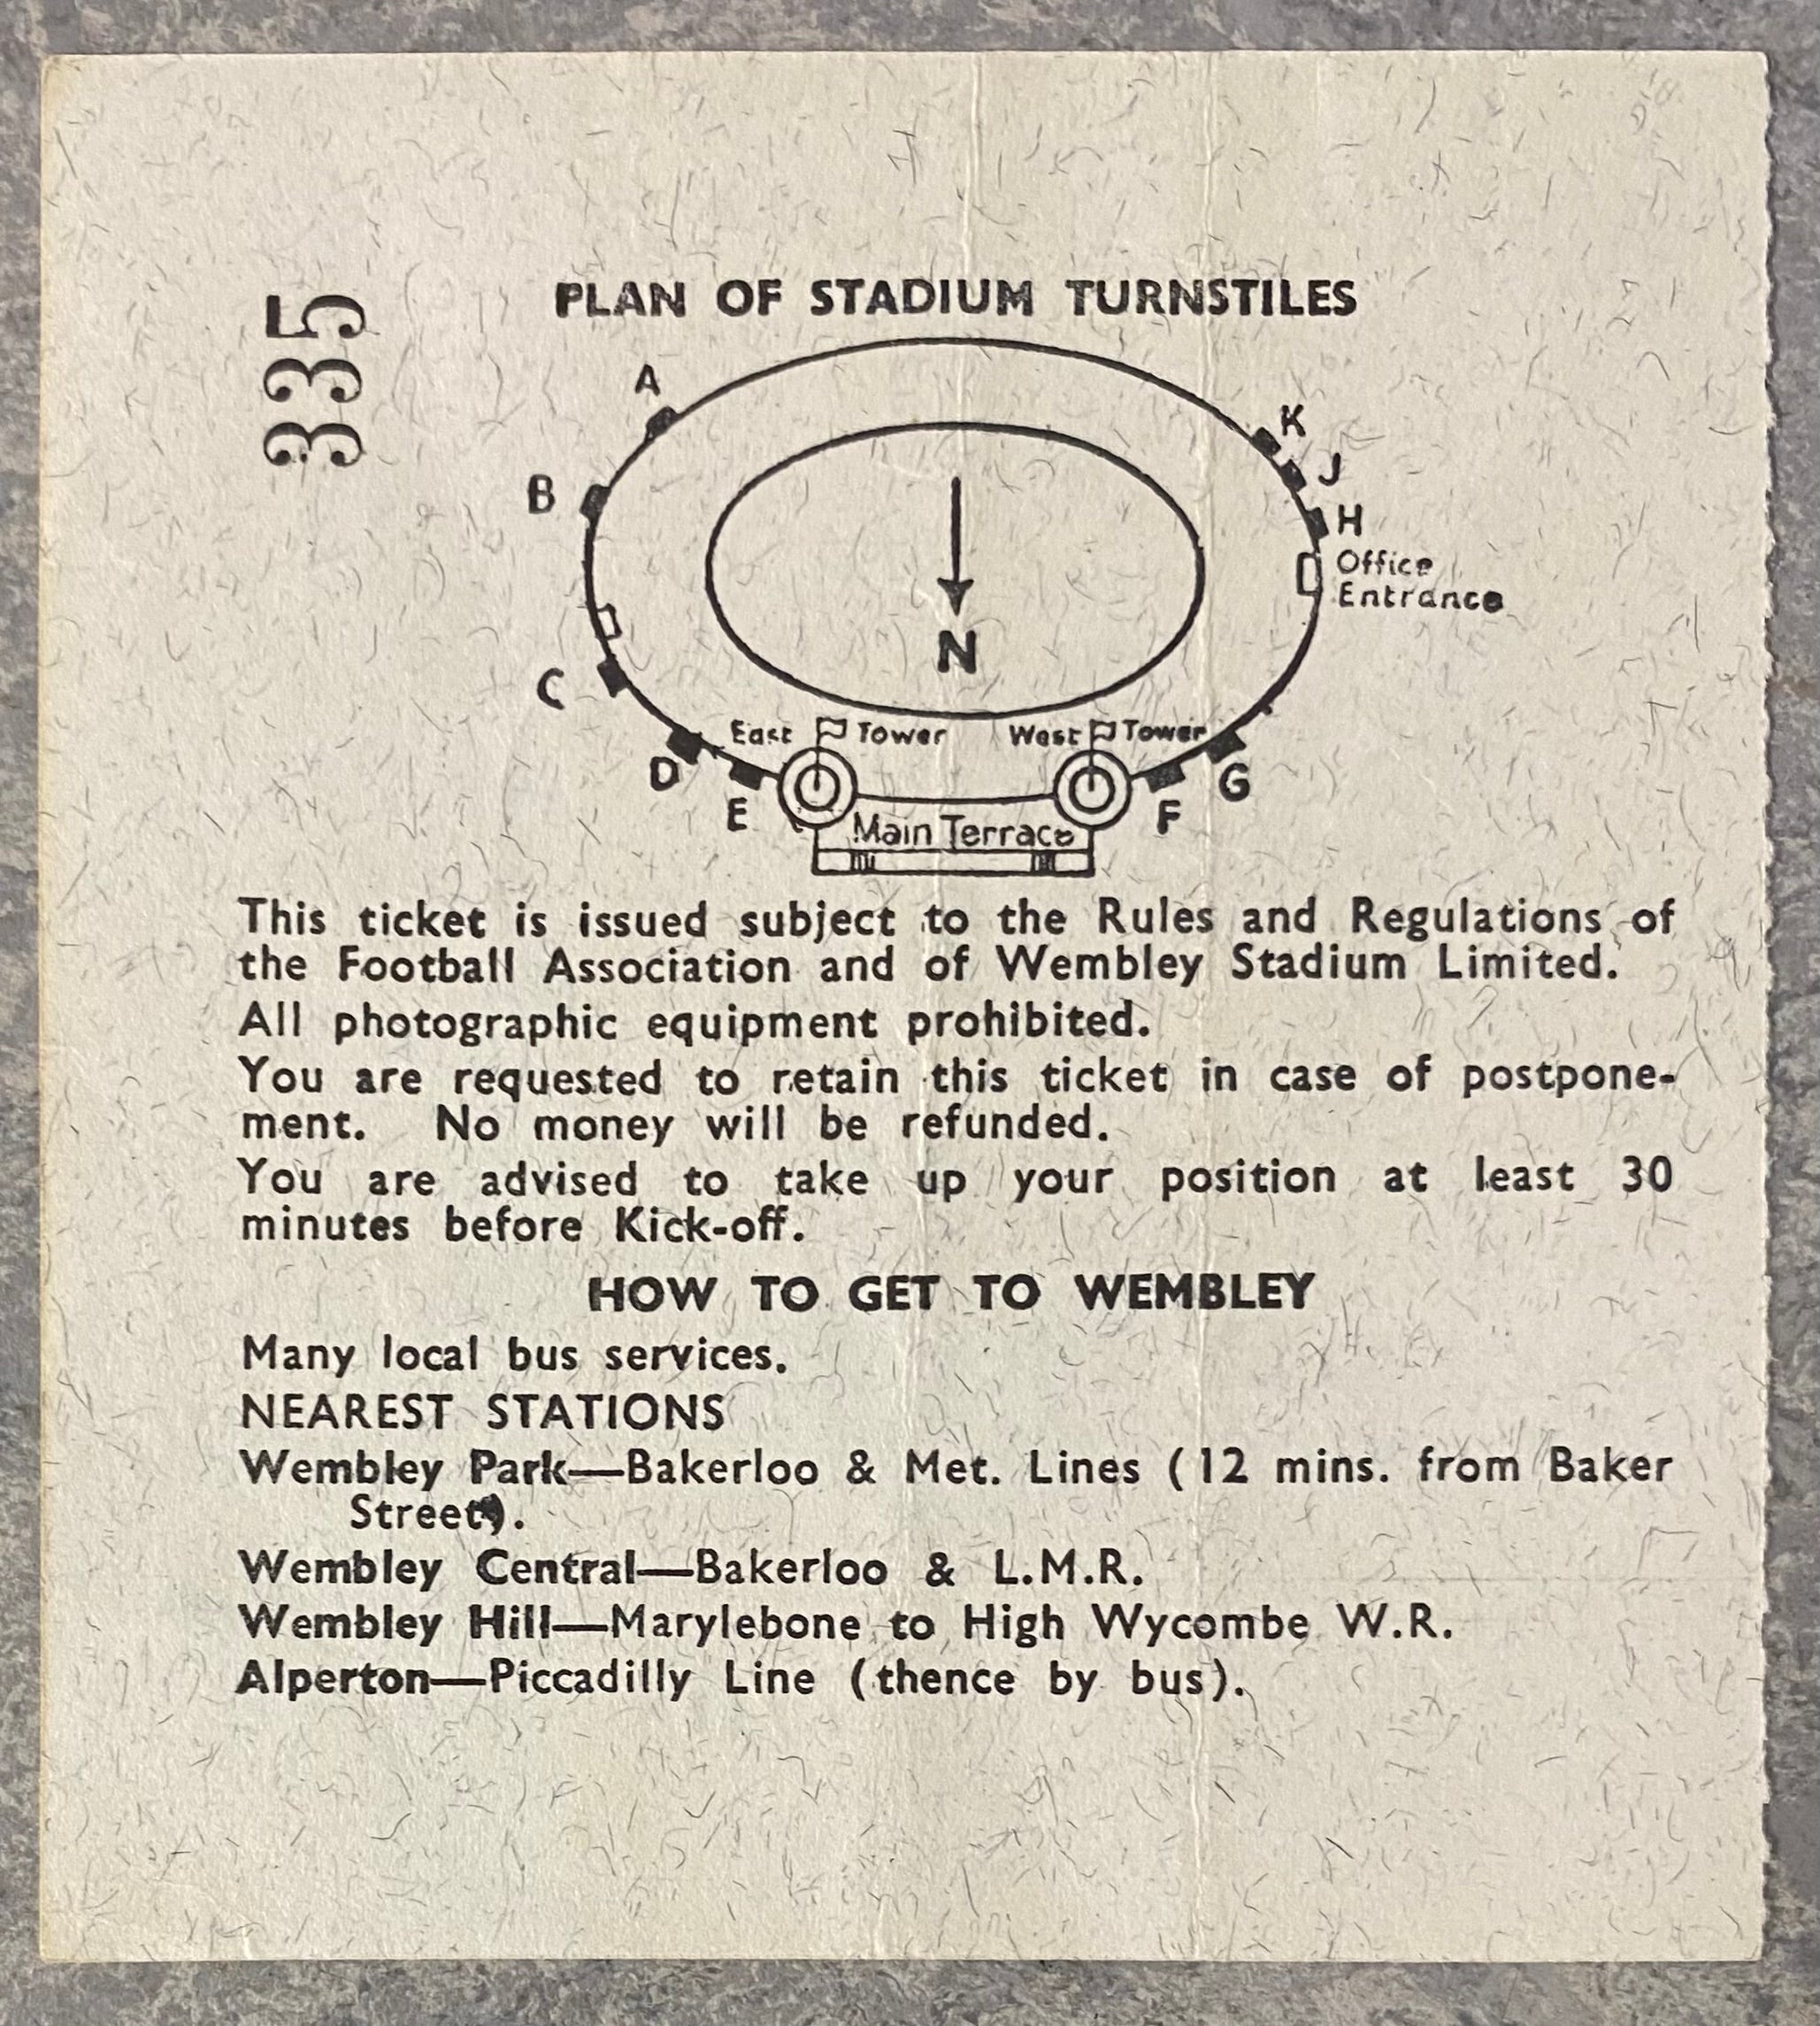 335
PLAN OF STADIUM TURNSTILES
A
K
B
J
H
Office
Entrance
N
C
East Tower West Tower
D
G
E
F
Main Terrace
This ticket is issued subject to the Rules and Regulations of
the Football Association and of Wembley Stadium Limited.
All photographic equipment prohibited.
You are requested to retain this ticket in case of postpone-
ment. No money will be refunded.
You are advised to take up your position at least 30
minutes before Kick-off.
HOW TO GET TO WEMBLEY
Many local bus services.
NEAREST STATIONS
Wembley Park—Bakerloo & Met. Lines (12 mins. from Baker
Street).
Wembley Central—Bakerloo & L.M.R.
Wembley Hill—Marylebone to High Wycombe W.R.
Alperton—Piccadilly Line (thence by bus).